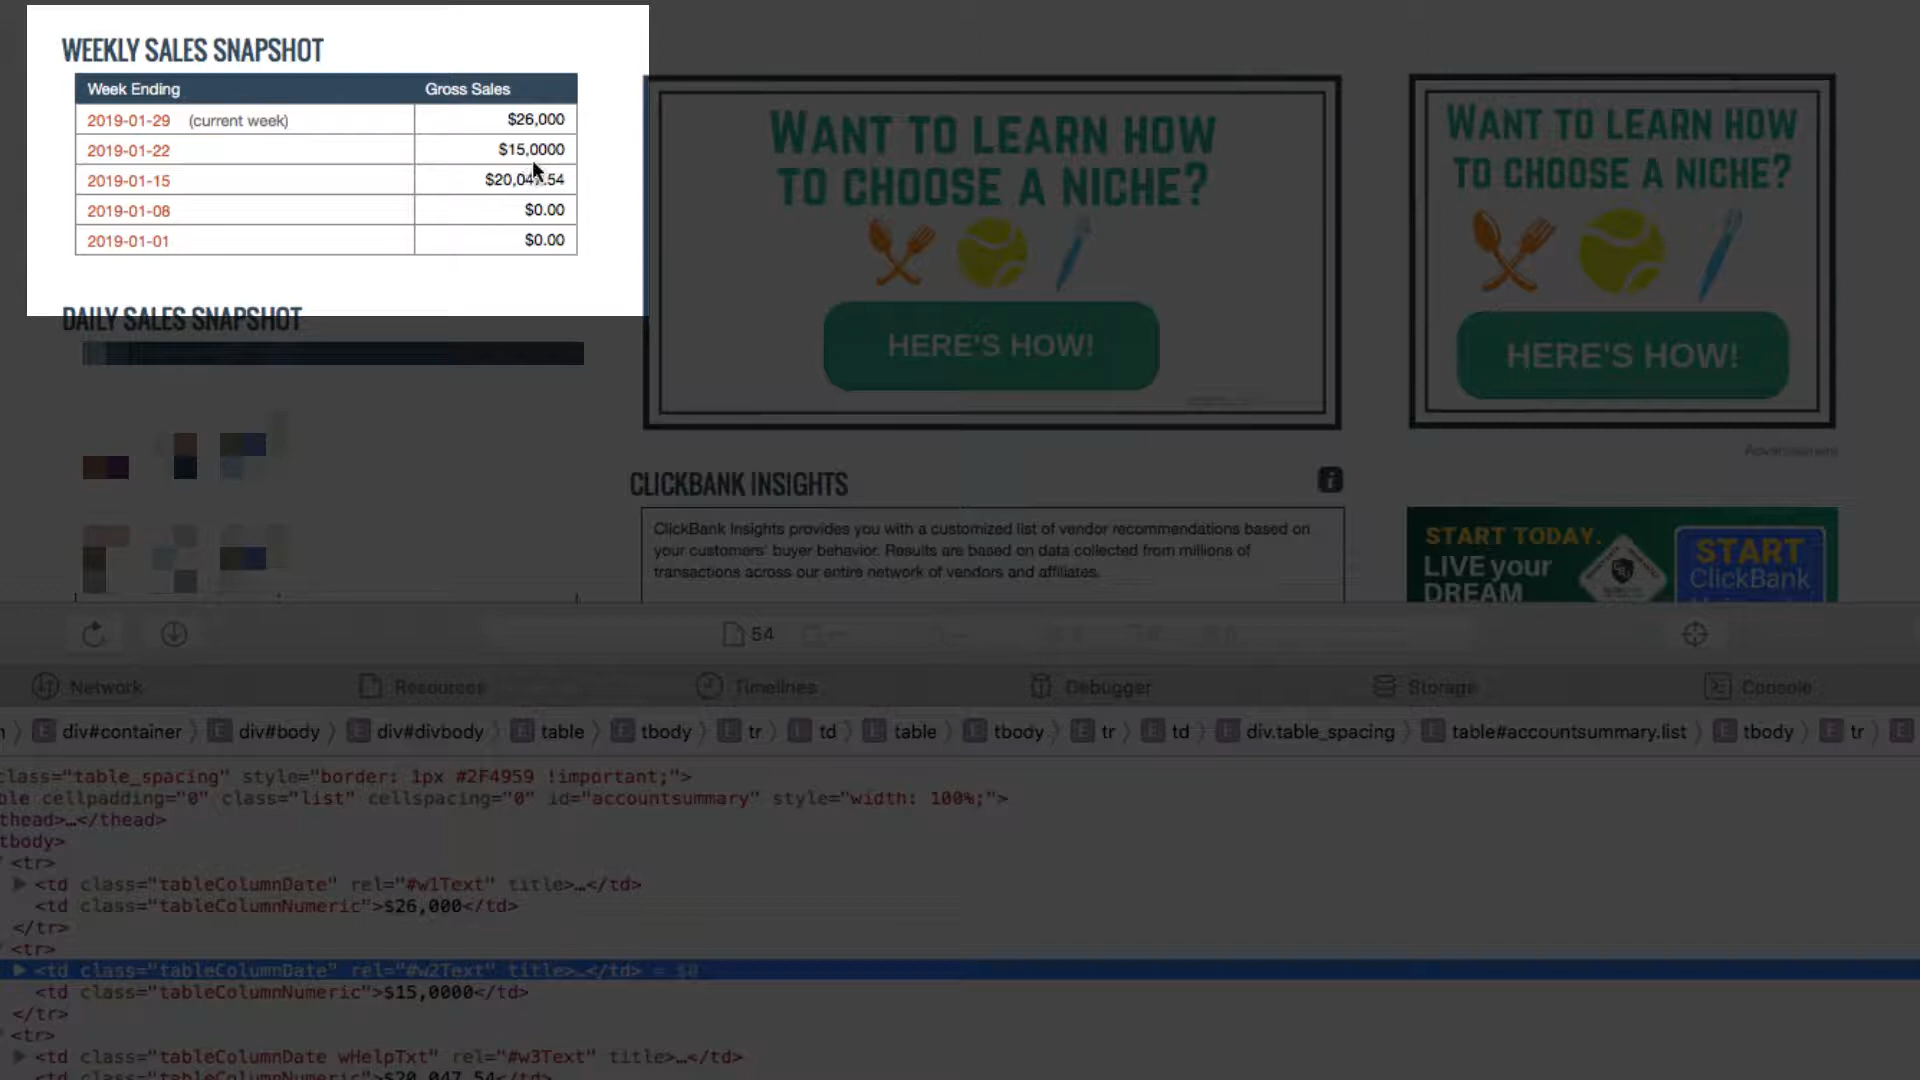 WEEKLY SALES SNAPSHOT
Week Ending Gross Sales
2019-01-29 (current week) $26,000
2019-01-22 $15,0000
2019-01-15
2019-01-08 $0.00
2019-01-01 $0.00
DAILY SALES SNAPSHOT
WANT TO LEARN HOW
TO CHOOSE A NICHE?
HERE'S HOW!
WANT TO LEARN HOW
TO CHOOSE A NICHE?
HERE'S HOW!
Advertisement
CLICKBANK INSIGHTS
ClickBank Insights provides you with a customized list of vendor recommendations based on
your customers' buyer behavior. Results are based on data collected from millions of
transactions across our entire network of vendors and affiliates.
START TODAY.
LIVE your
DREAM
START
ClickBank
54
Network Resources Timelines Debugger Storage Console
div#container div#body div#divbody table tbody tr td table tbody tr td div.table_spacing table#accountsummary.list tbody tr
class="table_spacing" style="border: 1px #2F4959 !important;">
ble cellpadding="0" class="list" cellspacing="0" id="accountsummary" style="width: 100%;">
thead>…</thead>
tbody>
<tr>
<td class="tableColumnDate" rel="#w1Text" title>…</td>
<td class="tableColumnNumeric">$26,000</td>
</tr>
<tr>
<td class="tableColumnDate" rel="#w2Text" title>…</td> = $0
<td class="tableColumnNumeric">$15,0000</td>
</tr>
<tr>
<td class="tableColumnDate wHelpTxt" rel="#w3Text" title>…</td>
<td class="tableColumnNumeric">$20,047.54</td>